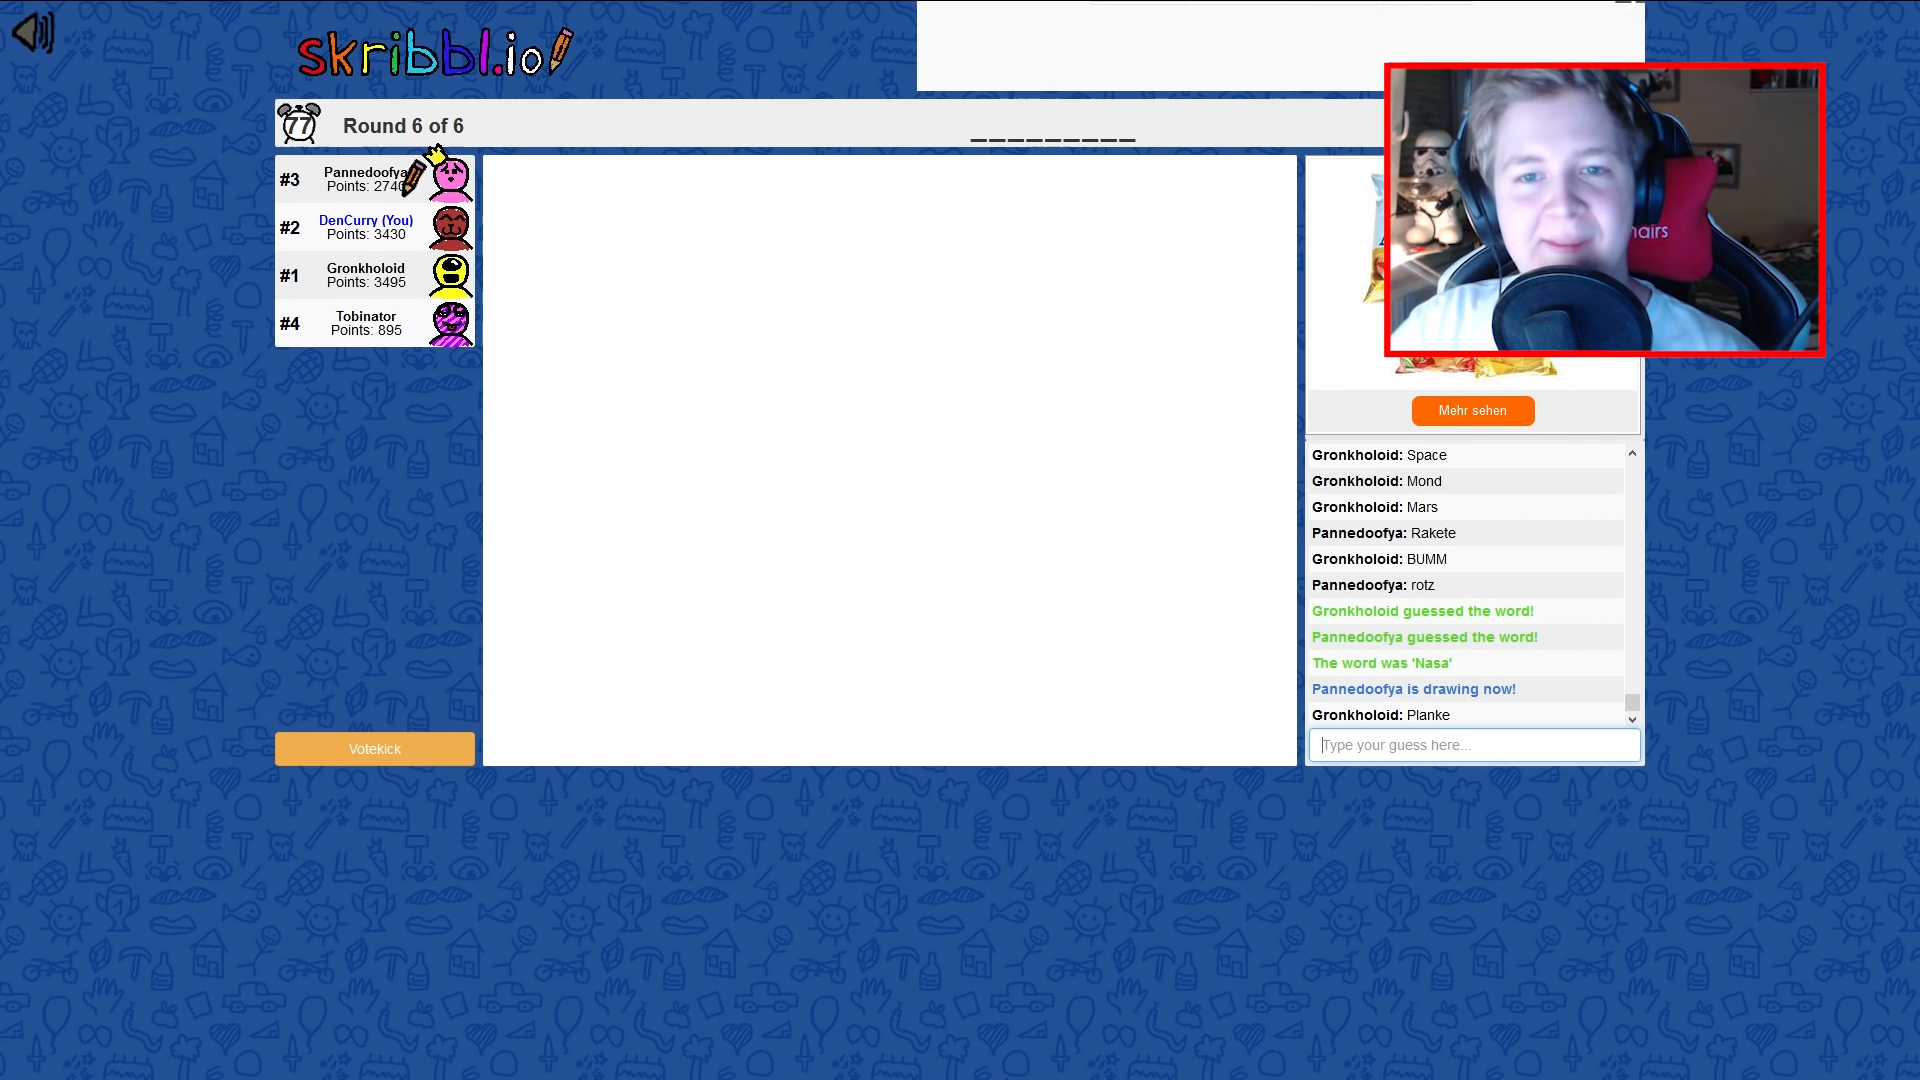 skribbl.io
77
Round 6 of 6
_________
#3
Pannedoofya
Points: 2740
#2
DenCurry (You)
Points: 3430
#1
Gronkholoid
Points: 3495
#4
Tobinator
Points: 895
Votekick
hairs
Mehr sehen
Gronkholoid: Space
Gronkholoid: Mond
Gronkholoid: Mars
Pannedoofya: Rakete
Gronkholoid: BUMM
Pannedoofya: rotz
Gronkholoid guessed the word!
Pannedoofya guessed the word!
The word was 'Nasa'
Pannedoofya is drawing now!
Gronkholoid: Planke
Type your guess here...